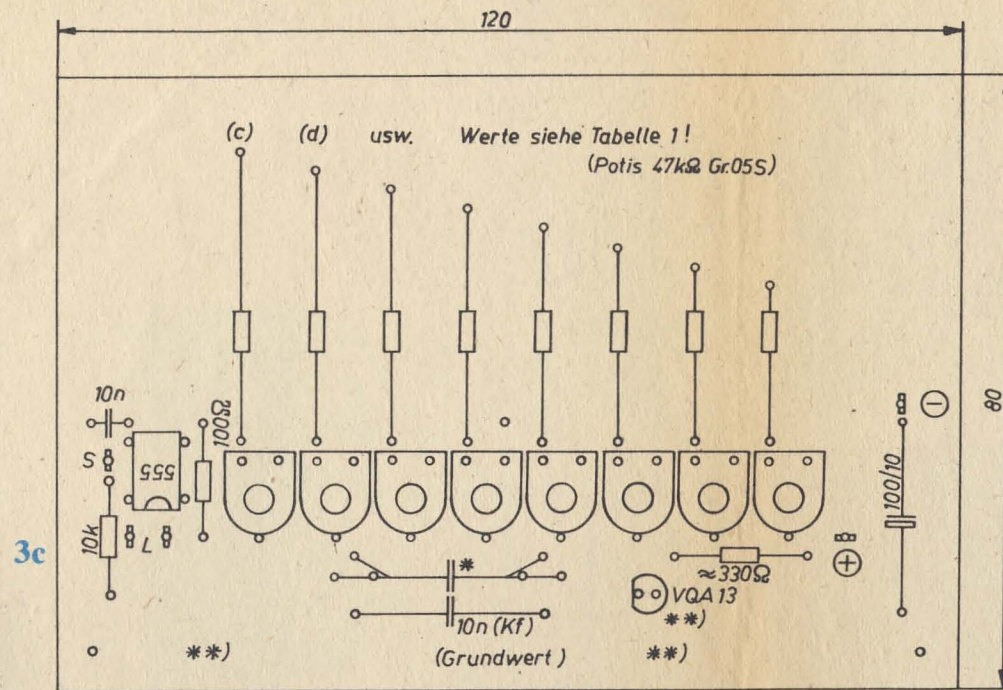 120
(c) (d) usw. Werte siehe Tabelle 1!
(Potis 47kΩ Gr.05S)
80
10n
100Ω
S
555
10k
L
3c
100/10
≈330Ω
*
VQA 13
**)
10n (Kf)
(Grundwert)
**)
**)